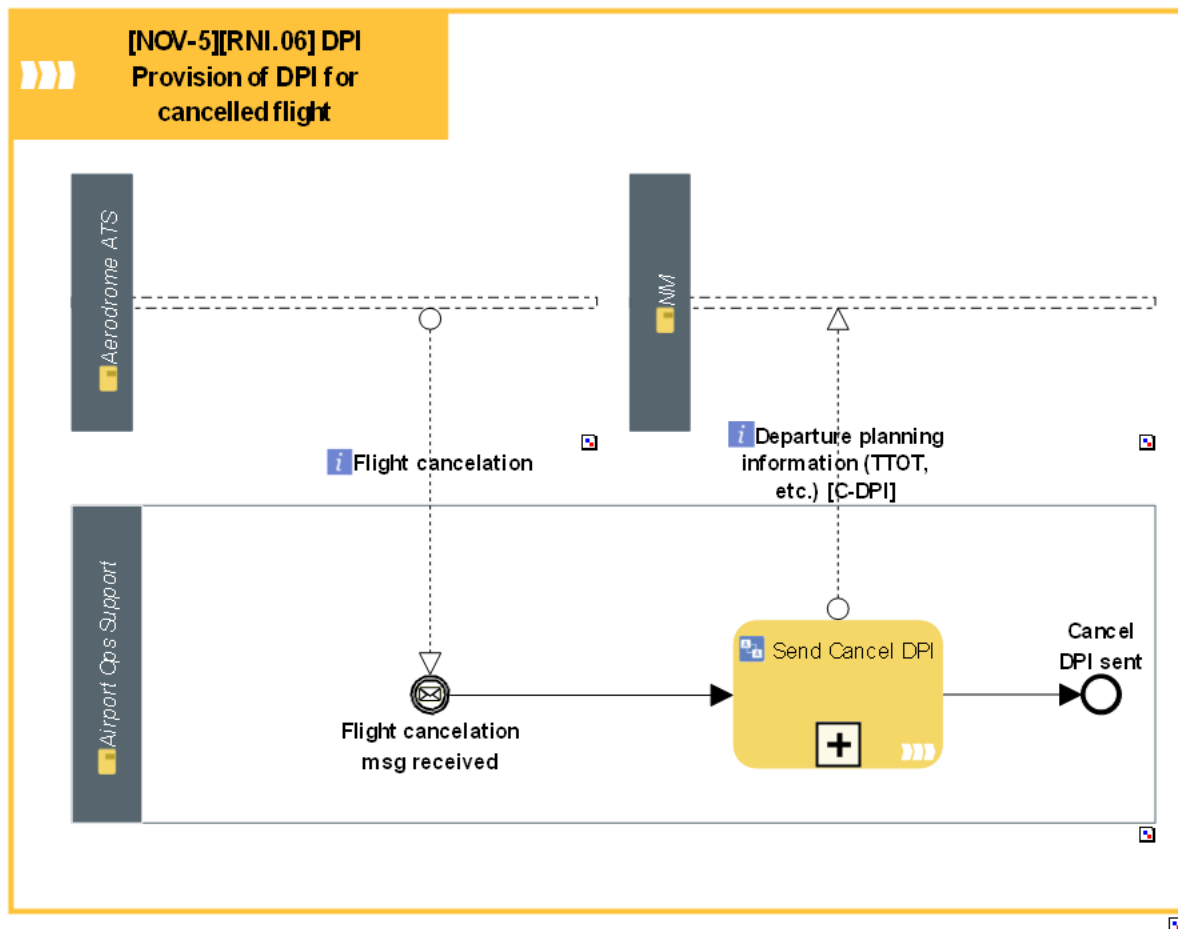 [NOV-5][RNI.06] DPI
Provision of DPI for
cancelled flight
Aerodrome ATS
NM
Flight cancelation
Departure planning
information (TTOT,
etc.) [C-DPI]
Airport Ops Support
Flight cancelation
msg received
Send Cancel DPI
Cancel
DPI sent